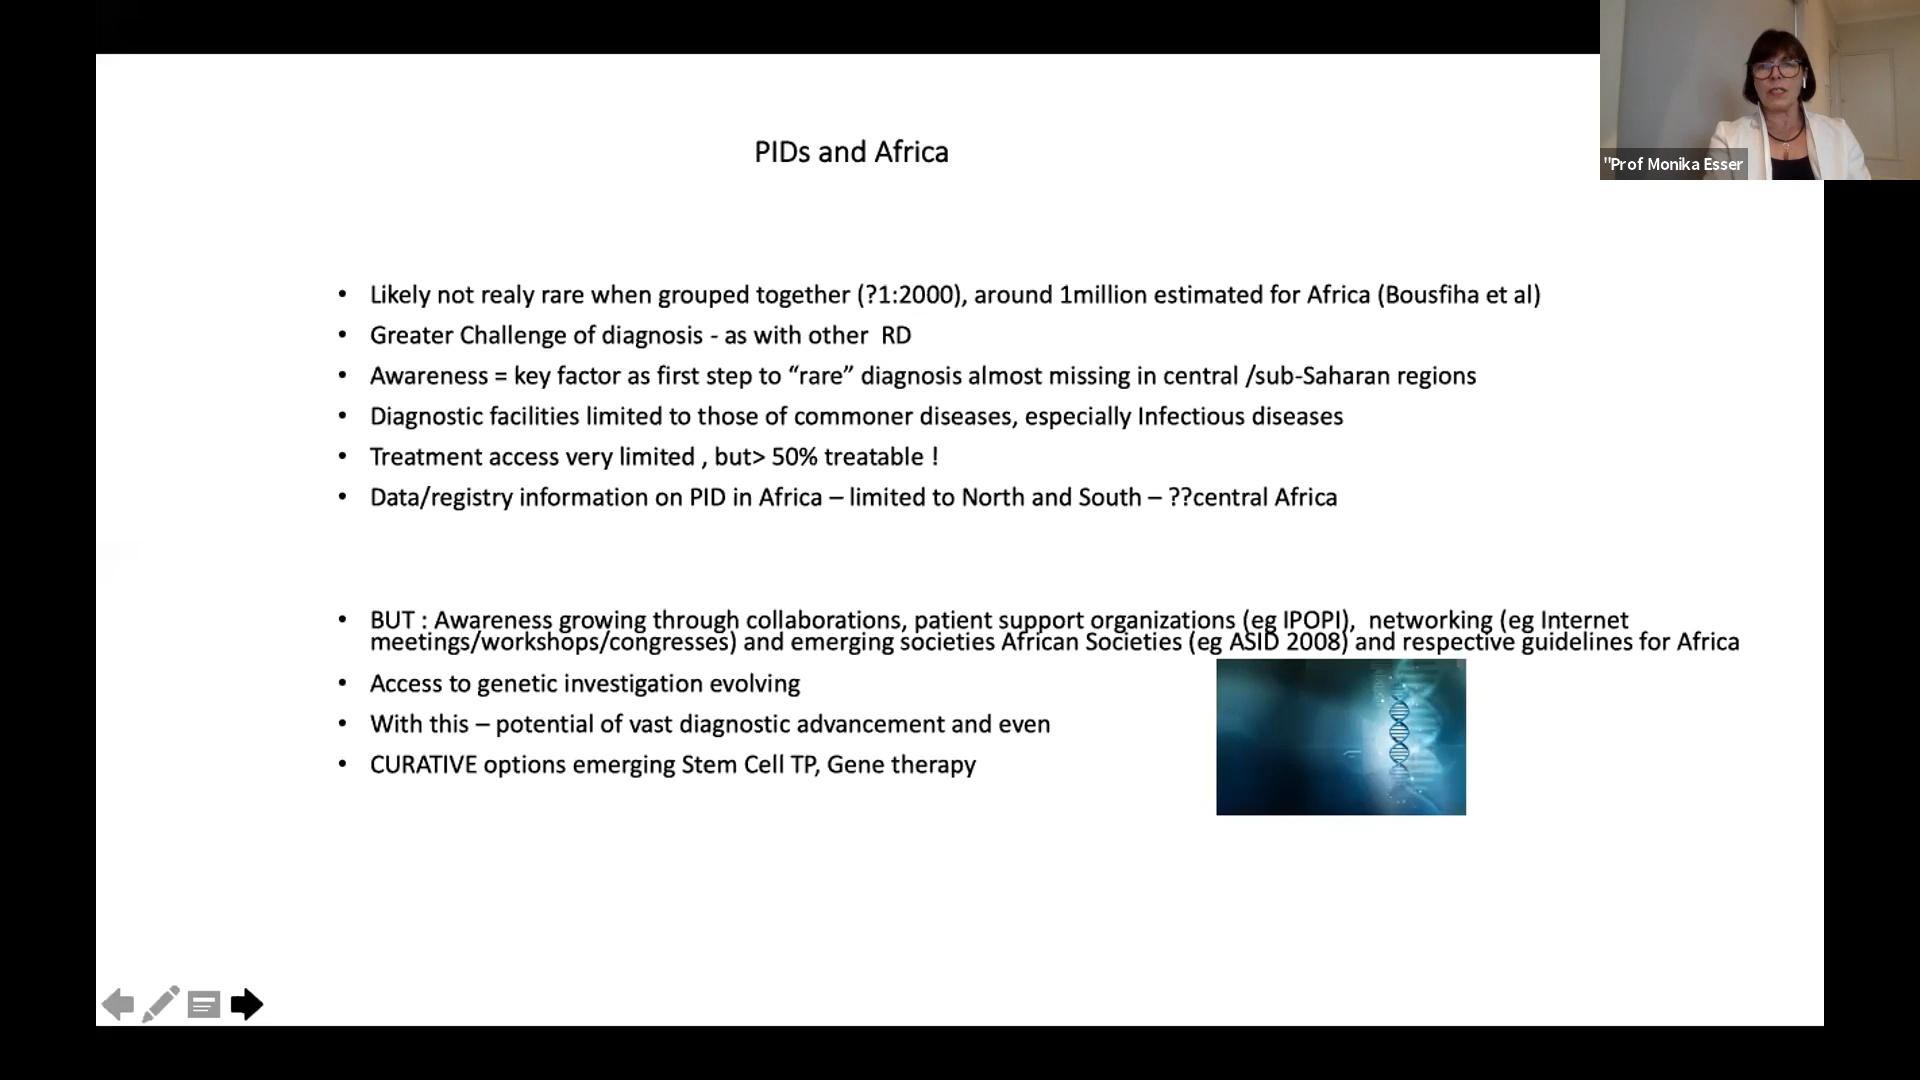 "Prof Monika Esser
PIDs and Africa
• Likely not realy rare when grouped together (?1:2000), around 1million estimated for Africa (Bousfiha et al)
• Greater Challenge of diagnosis - as with other  RD
• Awareness = key factor as first step to “rare” diagnosis almost missing in central /sub-Saharan regions
• Diagnostic facilities limited to those of commoner diseases, especially Infectious diseases
• Treatment access very limited , but> 50% treatable !
• Data/registry information on PID in Africa – limited to North and South – ??central Africa
• BUT : Awareness growing through collaborations, patient support organizations (eg IPOPI),  networking (eg Internet
meetings/workshops/congresses) and emerging societies African Societies (eg ASID 2008) and respective guidelines for Africa
• Access to genetic investigation evolving
• With this – potential of vast diagnostic advancement and even
• CURATIVE options emerging Stem Cell TP, Gene therapy